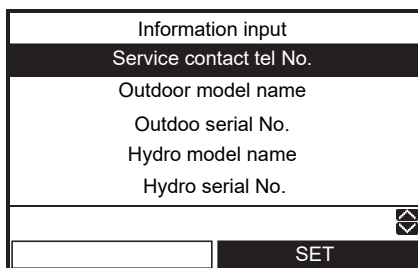 Information input
Service contact tel No.
Outdoor model name
Outdoo serial No.
Hydro model name
Hydro serial No.
SET